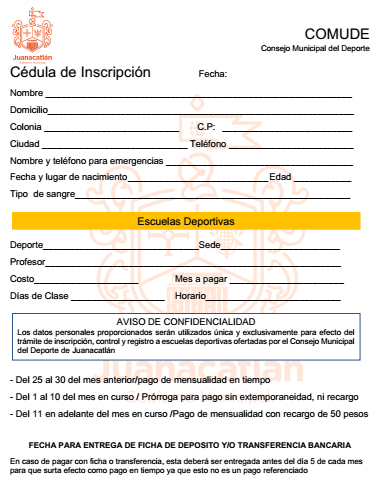 COMUDE
Consejo Municipal del Deporte
Juanacatlán
Cédula de Inscripción Fecha:
Nombre
Domicilio
Colonia C.P:
Ciudad Teléfono
Nombre y teléfono para emergencias
Fecha y lugar de nacimiento Edad
Tipo de sangre
Escuelas Deportivas
Deporte Sede
Profesor
Costo Mes a pagar
Días de Clase Horario
AVISO DE CONFIDENCIALIDAD
Los datos personales proporcionados serán utilizados única y exclusivamente para efecto del
trámite de inscripción, control y registro a escuelas deportivas ofertadas por el Consejo Municipal
del Deporte de Juanacatlán
Juanacatlán
- Del 25 al 30 del mes anterior/pago de mensualidad en tiempo
- Del 1 al 10 del mes en curso / Prórroga para pago sin extemporaneidad, ni recargo
- Del 11 en adelante del mes en curso /Pago de mensualidad con recargo de 50 pesos
FECHA PARA ENTREGA DE FICHA DE DEPOSITO Y/O TRANSFERENCIA BANCARIA
En caso de pagar con ficha o transferencia, esta deberá ser entregada antes del día 5 de cada mes
para que surta efecto como pago en tiempo ya que esto no es un pago referenciado